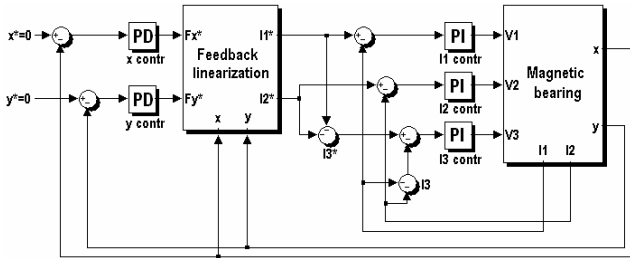 x*=0
PD
x contr
Fx*
Feedback
linearization
I1*
PI
I1 contr
V1
x
y*=0
PD
y contr
Fy*
I2*
PI
I2 contr
V2
Magnetic
bearing
x
y
I3*
PI
I3 contr
V3
y
I1
I2
I3